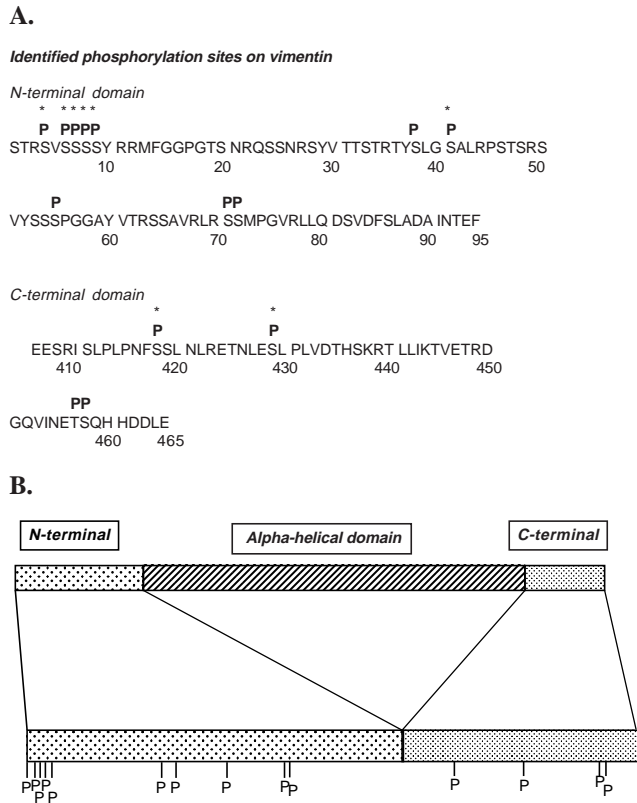 A.
Identified phosphorylation sites on vimentin
N-terminal domain
* * * * * *
P PPPP P P
STRSVSSSSYRRMFGGPGTS NRQSSNRSYV TTSTRTYSLG SALRPSTSRS
10 20 30 40 50
P PP
VYSSSPGGAY VTRSSAVRLR SSMPGVRLLQ DSVDFSLADA INTEF
60 70 80 90 95
C-terminal domain
* *
P P
EESRI SLPLPNFSSL NLRETNLESL PLVDTHSKRT LLIKTVETRD
410 420 430 440 450
PP
GQVINETSQH HDDLE
460 465
B.
N-terminal Alpha-helical domain C-terminal
P PP P P P P P P P P P P P P